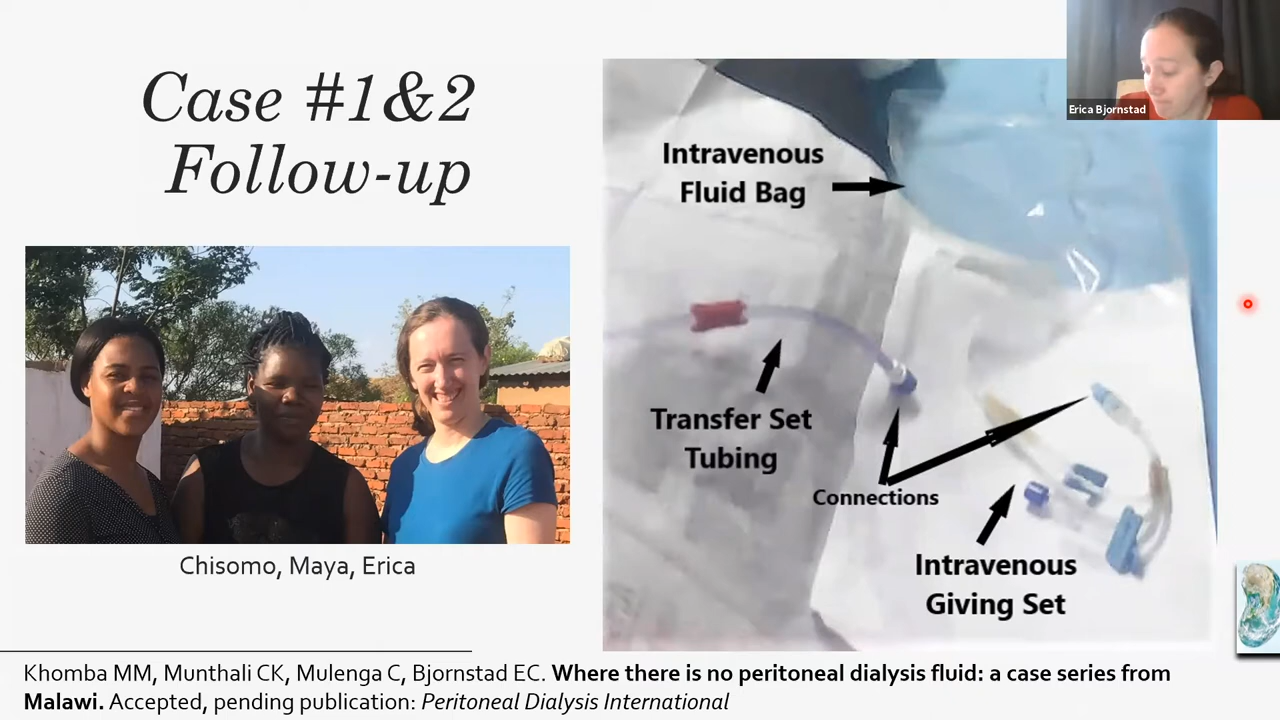 Case #1&2
Follow-up
Erica Bjornstad
Intravenous
Fluid Bag
Transfer Set
Tubing
Connections
Intravenous
Giving Set
Chisomo, Maya, Erica
Khomba MM, Munthali CK, Mulenga C, Bjornstad EC. Where there is no peritoneal dialysis fluid: a case series from
Malawi. Accepted, pending publication: Peritoneal Dialysis International